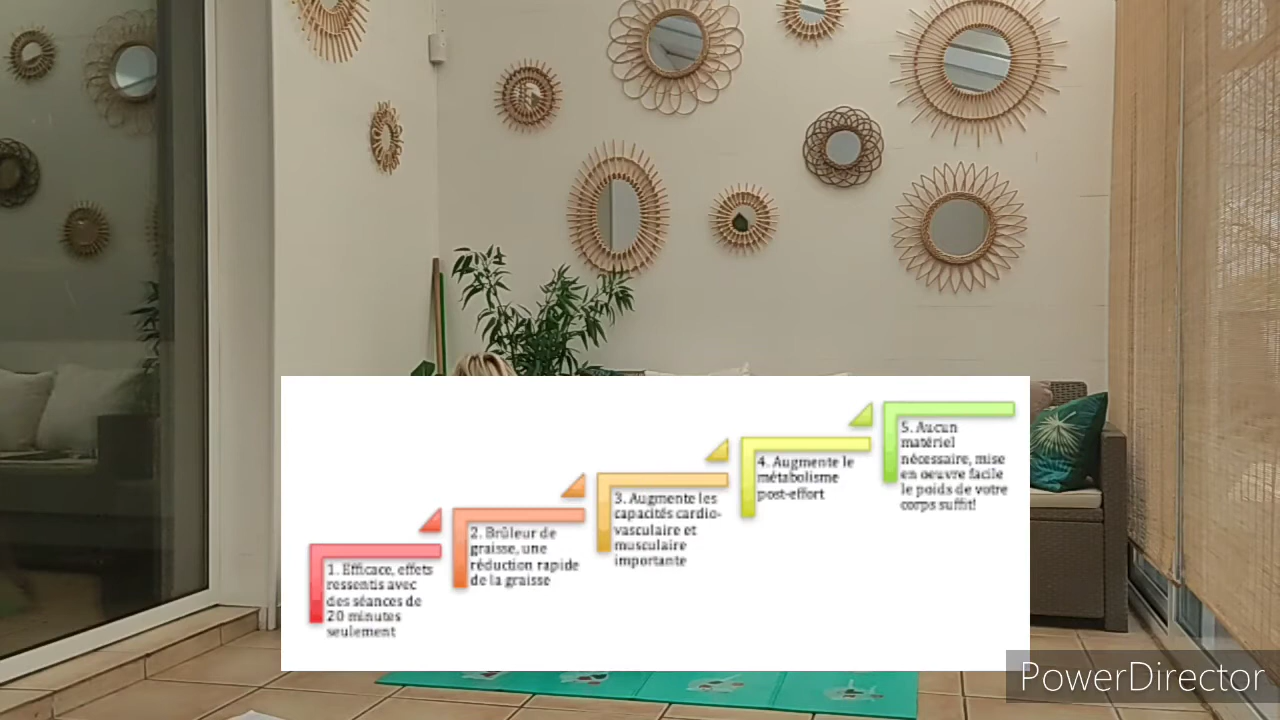 1. Efficace, effets
ressentis avec
des séances de
20 minutes
seulement
2. Brûleur de
graisse, une
réduction rapide
de la graisse
3. Augmente les
capacités cardio-
vasculaire et
musculaire
importante
4. Augmente le
métabolisme
post-effort
5. Aucun
matériel
nécessaire, mise
en oeuvre facile
le poids de votre
corps suffit!
PowerDirector